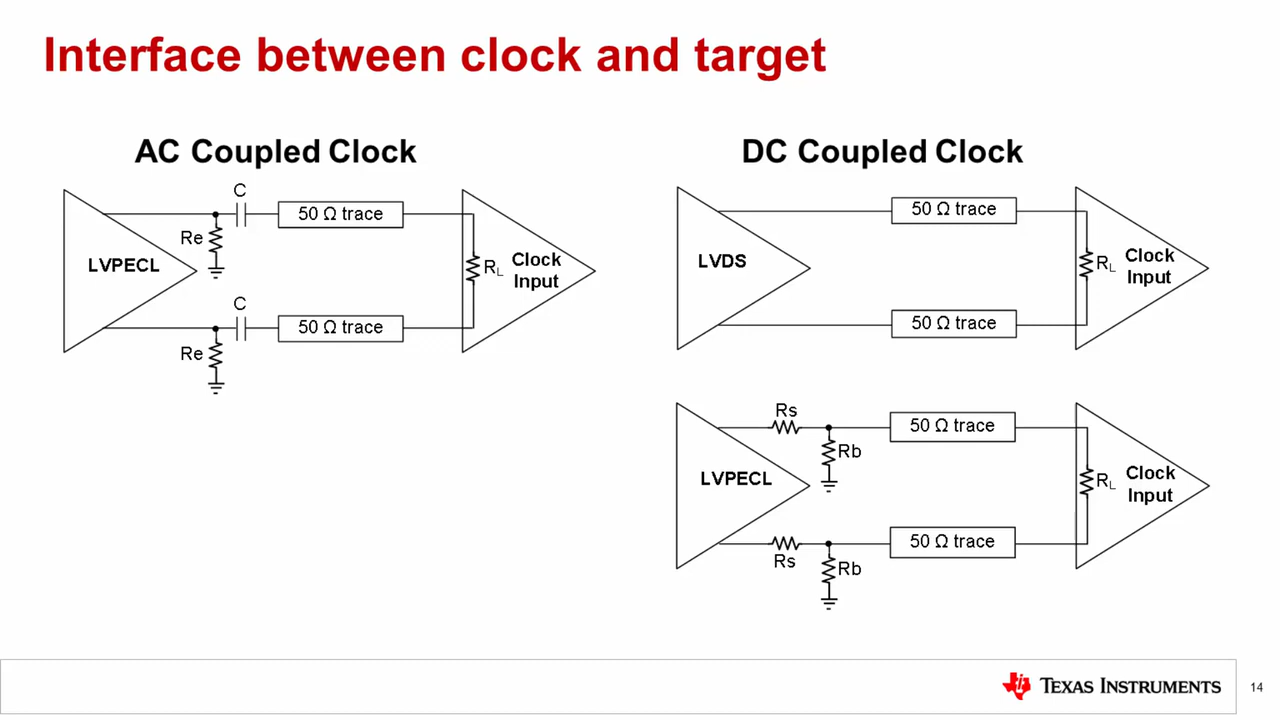 Interface between clock and target
AC Coupled Clock
C
50 Ω trace
Re
LVPECL
RL
Clock
Input
C
50 Ω trace
Re
DC Coupled Clock
50 Ω trace
LVDS
RL
Clock
Input
50 Ω trace
Rs
50 Ω trace
Rb
LVPECL
RL
Clock
Input
50 Ω trace
Rs
Rb
TEXAS INSTRUMENTS
14